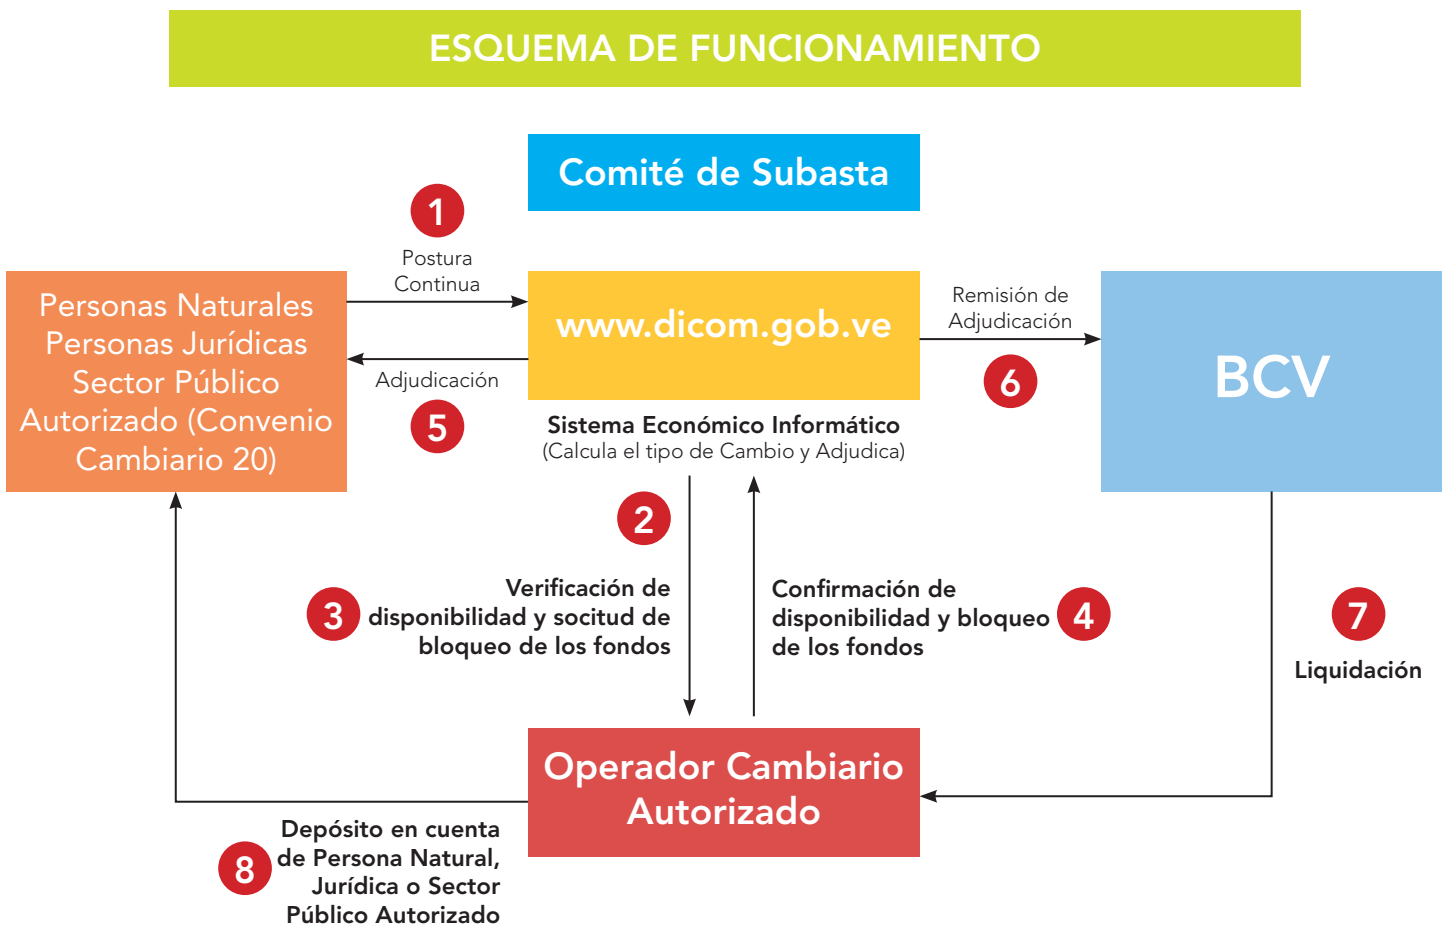 ESQUEMA DE FUNCIONAMIENTO
Comité de Subasta
1
Postura
Continua
Personas Naturales
Personas Jurídicas
Sector Público
Autorizado (Convenio
Cambiario 20)
www.dicom.gob.ve
Remisión de
Adjudicación
6
BCV
Adjudicación
5
Sistema Económico Informático
(Calcula el tipo de Cambio y Adjudica)
2
3
Verificación de
disponibilidad y socitud de
bloqueo de los fondos
Confirmación de
disponibilidad y bloqueo
de los fondos
4
7
Liquidación
Operador Cambiario
Autorizado
8
Depósito en cuenta
de Persona Natural,
Jurídica o Sector
Público Autorizado